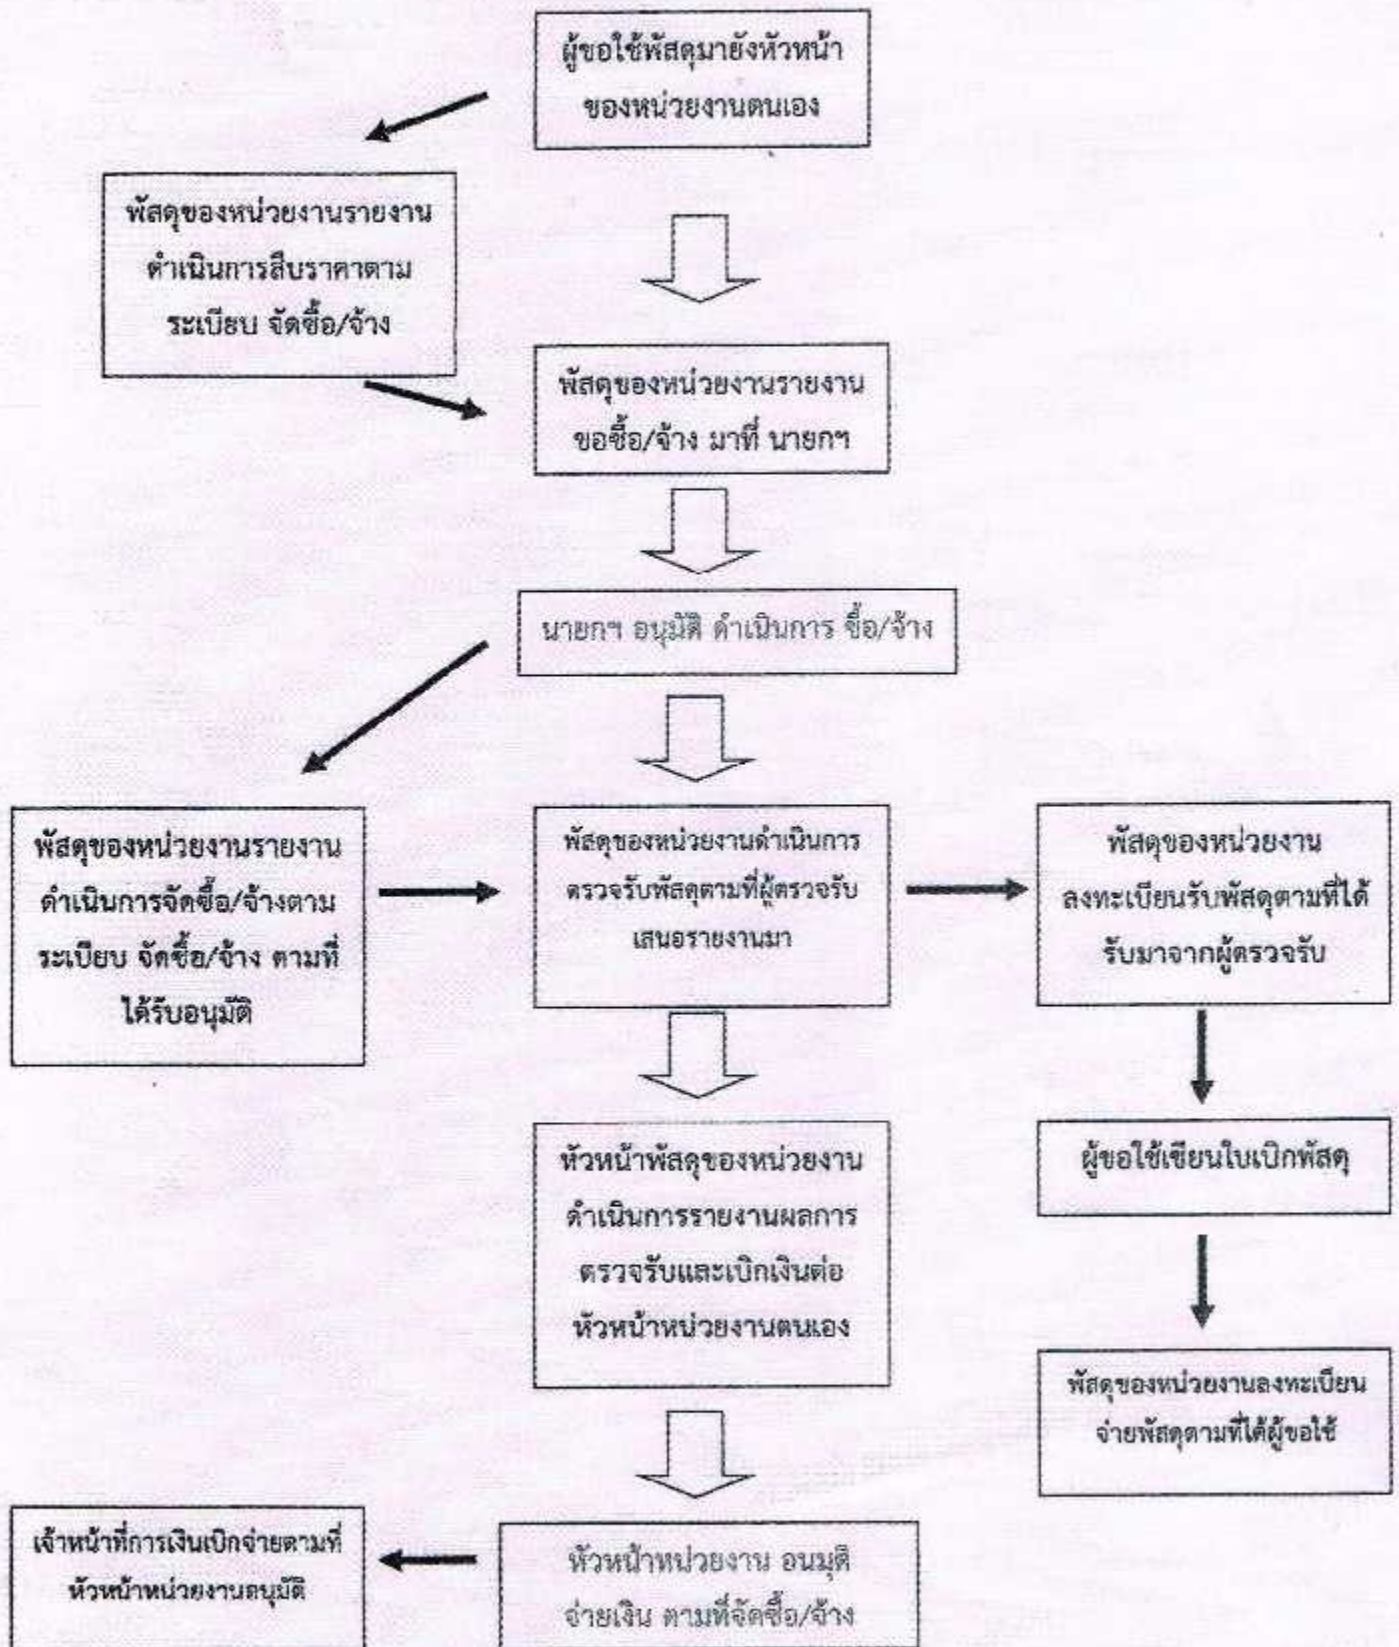 ผู้ขอใช้พัสดุมายังหัวหน้า
ของหน่วยงานตนเอง
พัสดุของหน่วยงานรายงาน
ดำเนินการสืบราคาตาม
ระเบียบ จัดซื้อ/จ้าง
พัสดุของหน่วยงานรายงาน
ขอซื้อ/จ้าง มาที่ นายกฯ
นายกฯ อนุมัติ ดำเนินการ ซื้อ/จ้าง
พัสดุของหน่วยงานรายงาน
ดำเนินการจัดซื้อ/จ้างตาม
ระเบียบ จัดซื้อ/จ้าง ตามที่
ได้รับอนุมัติ
พัสดุของหน่วยงานดำเนินการ
ตรวจรับพัสดุตามที่ผู้ตรวจรับ
เสนอรายงานมา
พัสดุของหน่วยงาน
ลงทะเบียนรับพัสดุตามที่ได้
รับมาจากผู้ตรวจรับ
หัวหน้าพัสดุของหน่วยงาน
ดำเนินการรายงานผลการ
ตรวจรับและเบิกเงินต่อ
หัวหน้าหน่วยงานตนเอง
ผู้ขอใช้เขียนใบเบิกพัสดุ
พัสดุของหน่วยงานลงทะเบียน
จ่ายพัสดุตามที่ได้ผู้ขอใช้
เจ้าหน้าที่การเงินเบิกจ่ายตามที่
หัวหน้าหน่วยงานอนุมัติ
หัวหน้าหน่วยงาน อนมุติ
จ่ายเงิน ตามที่จัดซื้อ/จ้าง